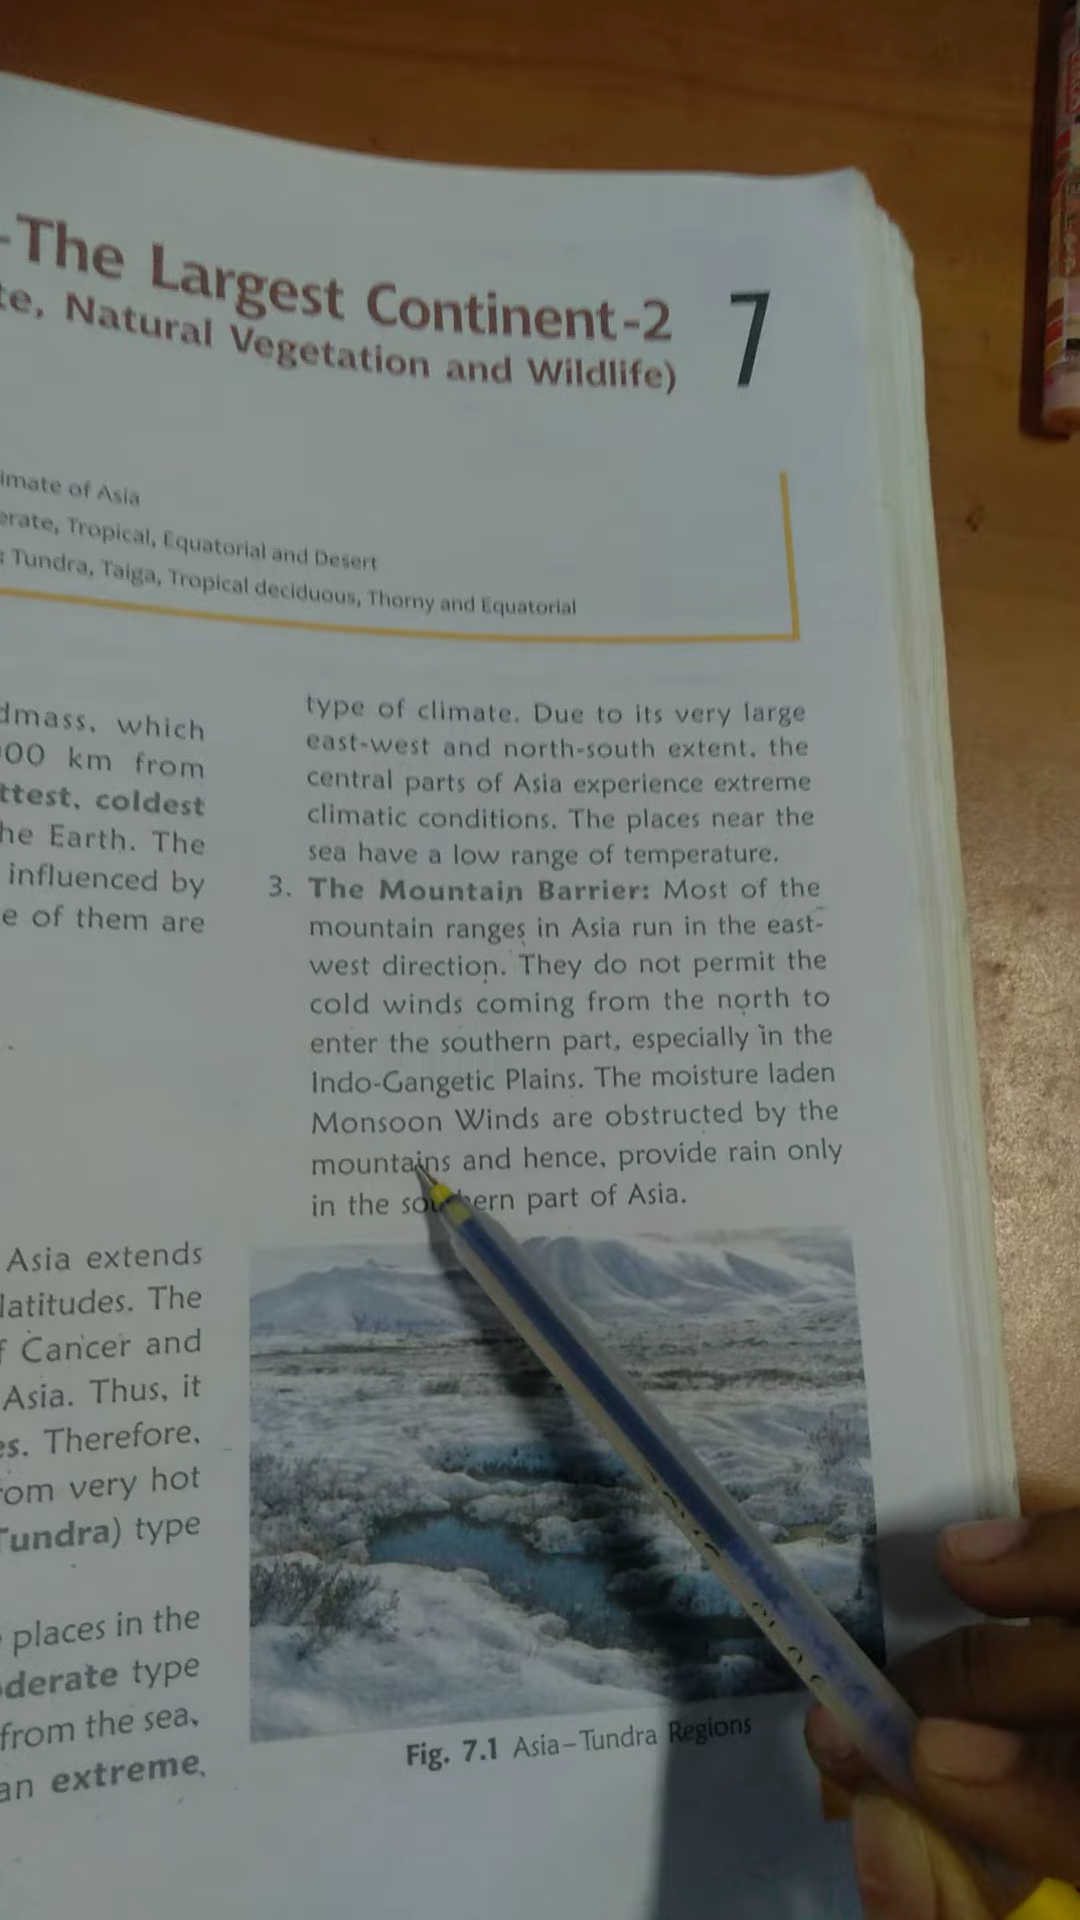 -The Largest Continent-2
7
te, Natural Vegetation and Wildlife)
imate of Asia
erate, Tropical, Equatorial and Desert
: Tundra, Taiga, Tropical deciduous, Thorny and Equatorial
dmass, which
00 km from
ttest, coldest
he Earth. The
influenced by
e of them are
Asia extends
latitudes. The
f Cancer and
Asia. Thus, it
es. Therefore,
rom very hot
Tundra) type
places in the
oderate type
from the sea,
an extreme,
type of climate. Due to its very large
east-west and north-south extent, the
central parts of Asia experience extreme
climatic conditions. The places near the
sea have a low range of temperature.
3. The Mountain Barrier: Most of the
mountain ranges in Asia run in the east-
west direction. They do not permit the
cold winds coming from the north to
enter the southern part, especially in the
Indo-Gangetic Plains. The moisture laden
Monsoon Winds are obstructed by the
mountains and hence, provide rain only
in the southern part of Asia.
Fig. 7.1 Asia–Tundra Regions